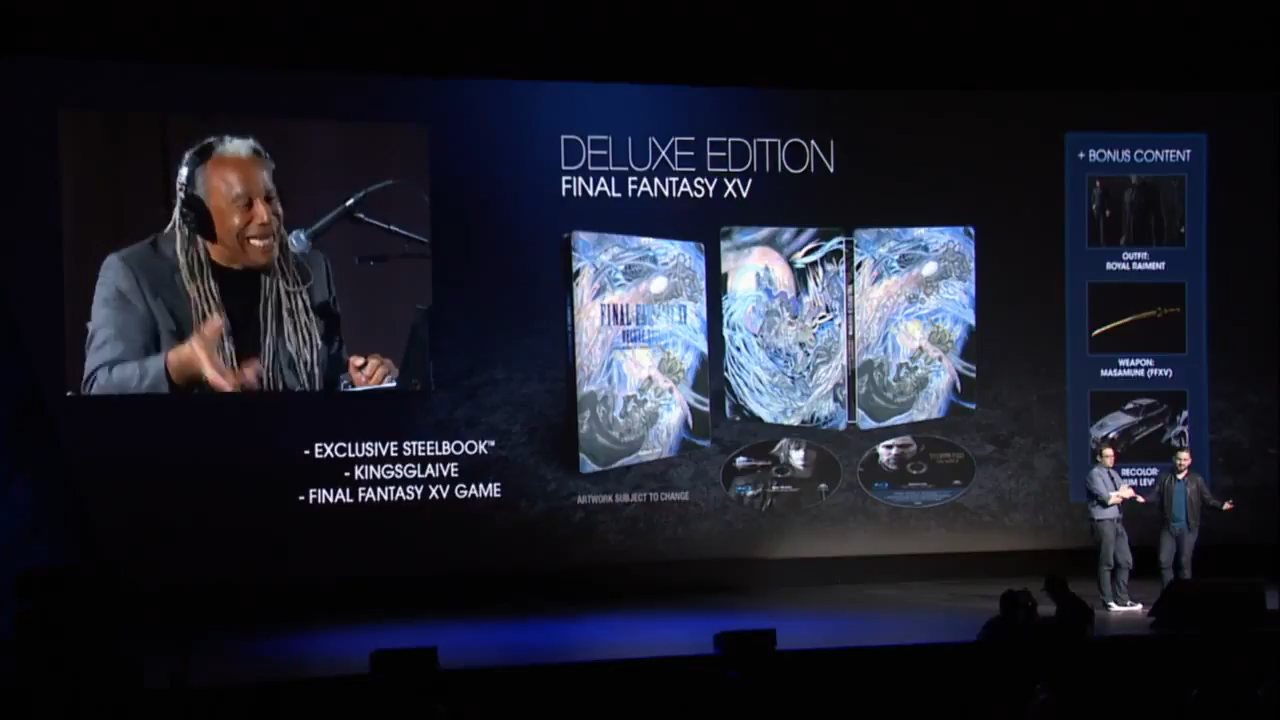 DELUXE EDITION
FINAL FANTASY XV
- EXCLUSIVE STEELBOOK™
- KINGSGLAIVE
- FINAL FANTASY XV GAME
ARTWORK SUBJECT TO CHANGE
+ BONUS CONTENT
OUTFIT:
ROYAL RAIMENT
WEAPON:
MASAMUNE (FFXV)
RECOLOR: